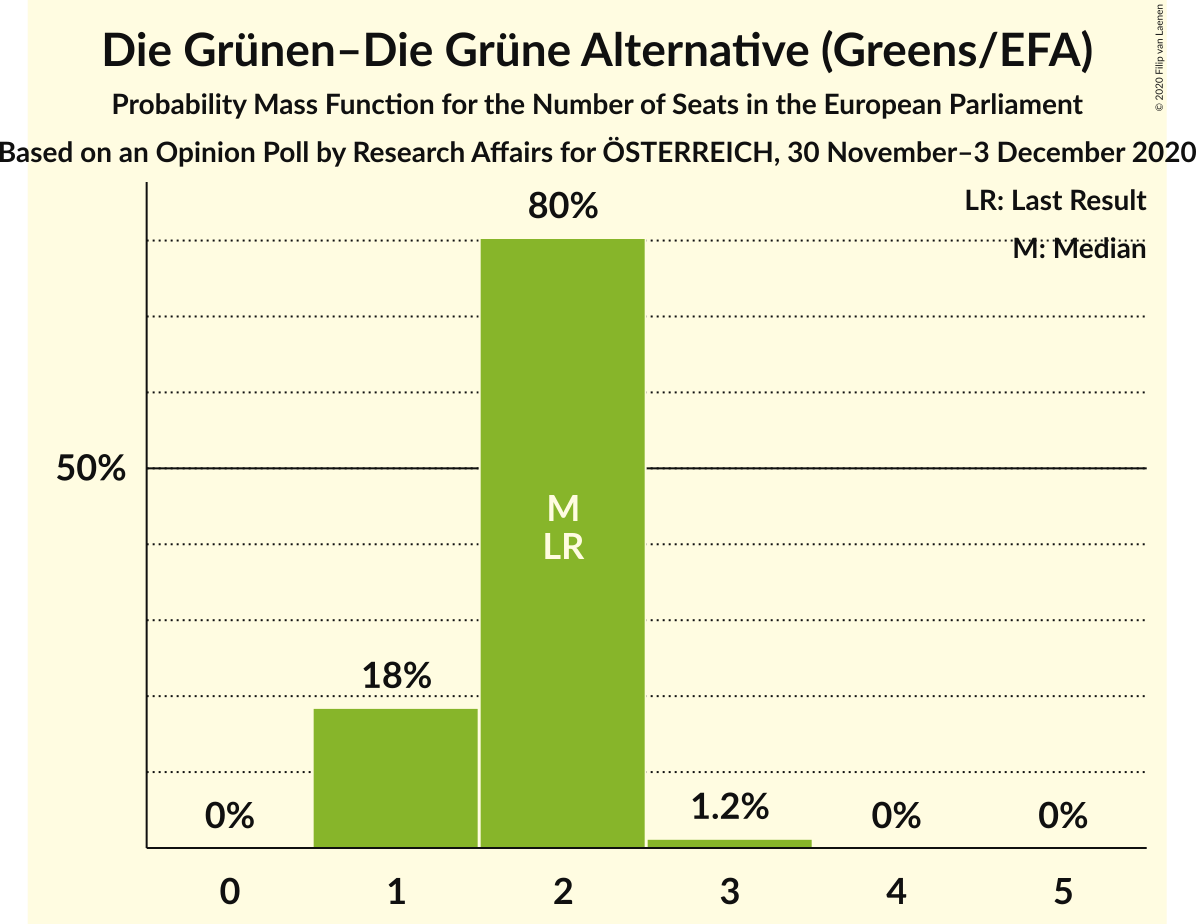 Die Grünen–Die Grüne Alternative (Greens/EFA)
Probability Mass Function for the Number of Seats in the European Parliament
Based on an Opinion Poll by Research Affairs for ÖSTERREICH, 30 November–3 December 2020
© 2020 Filip van Laenen
LR: Last Result
M: Median
80%
50%
M
LR
18%
0%
1.2%
0%
0%
0 1 2 3 4 5